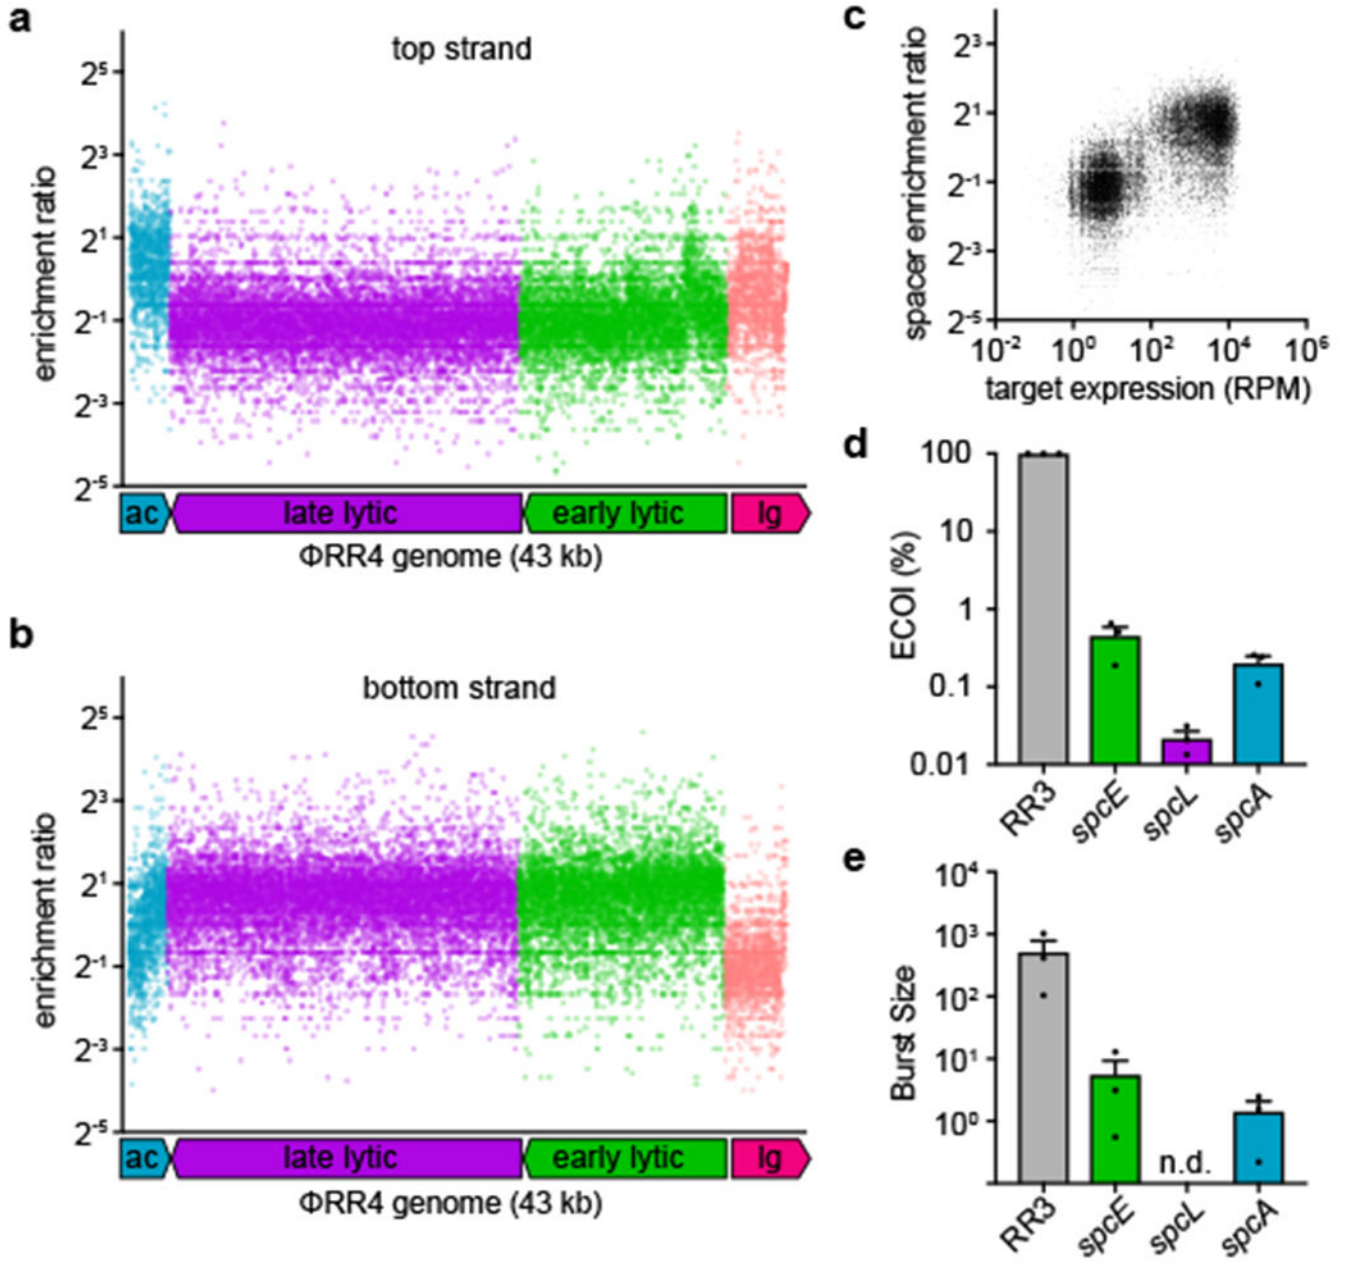 a
top strand
enrichment ratio
2⁵
2³
2¹
2⁻¹
2⁻³
2⁻⁵
ac late lytic early lytic lg
ΦRR4 genome (43 kb)
b
bottom strand
enrichment ratio
2⁵
2³
2¹
2⁻¹
2⁻³
2⁻⁵
ac late lytic early lytic lg
ΦRR4 genome (43 kb)
c
spacer enrichment ratio
2³
2¹
2⁻¹
2⁻³
2⁻⁵
10⁻² 10⁰ 10² 10⁴ 10⁶
target expression (RPM)
d
ECOI (%)
100
10
1
0.1
0.01
RR3 spcE spcL spcA
e
Burst Size
10⁴
10³
10²
10¹
10⁰
n.d.
RR3 spcE spcL spcA